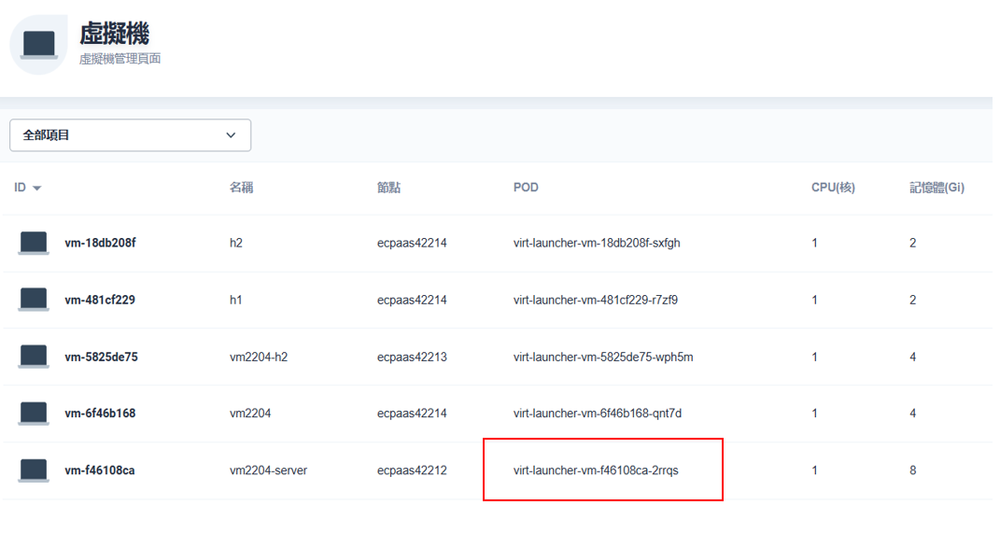 虛擬機
虛擬機管理頁面
全部項目
ID 名稱 節點 POD CPU(核) 記憶體(Gi)
vm-18db208f h2 ecpaas42214 virt-launcher-vm-18db208f-sxfgh 1 2
vm-481cf229 h1 ecpaas42214 virt-launcher-vm-481cf229-r7zf9 1 2
vm-5825de75 vm2204-h2 ecpaas42213 virt-launcher-vm-5825de75-wph5m 1 4
vm-6f46b168 vm2204 ecpaas42214 virt-launcher-vm-6f46b168-qnt7d 1 4
vm-f46108ca vm2204-server ecpaas42212 virt-launcher-vm-f46108ca-2rrqs 1 8